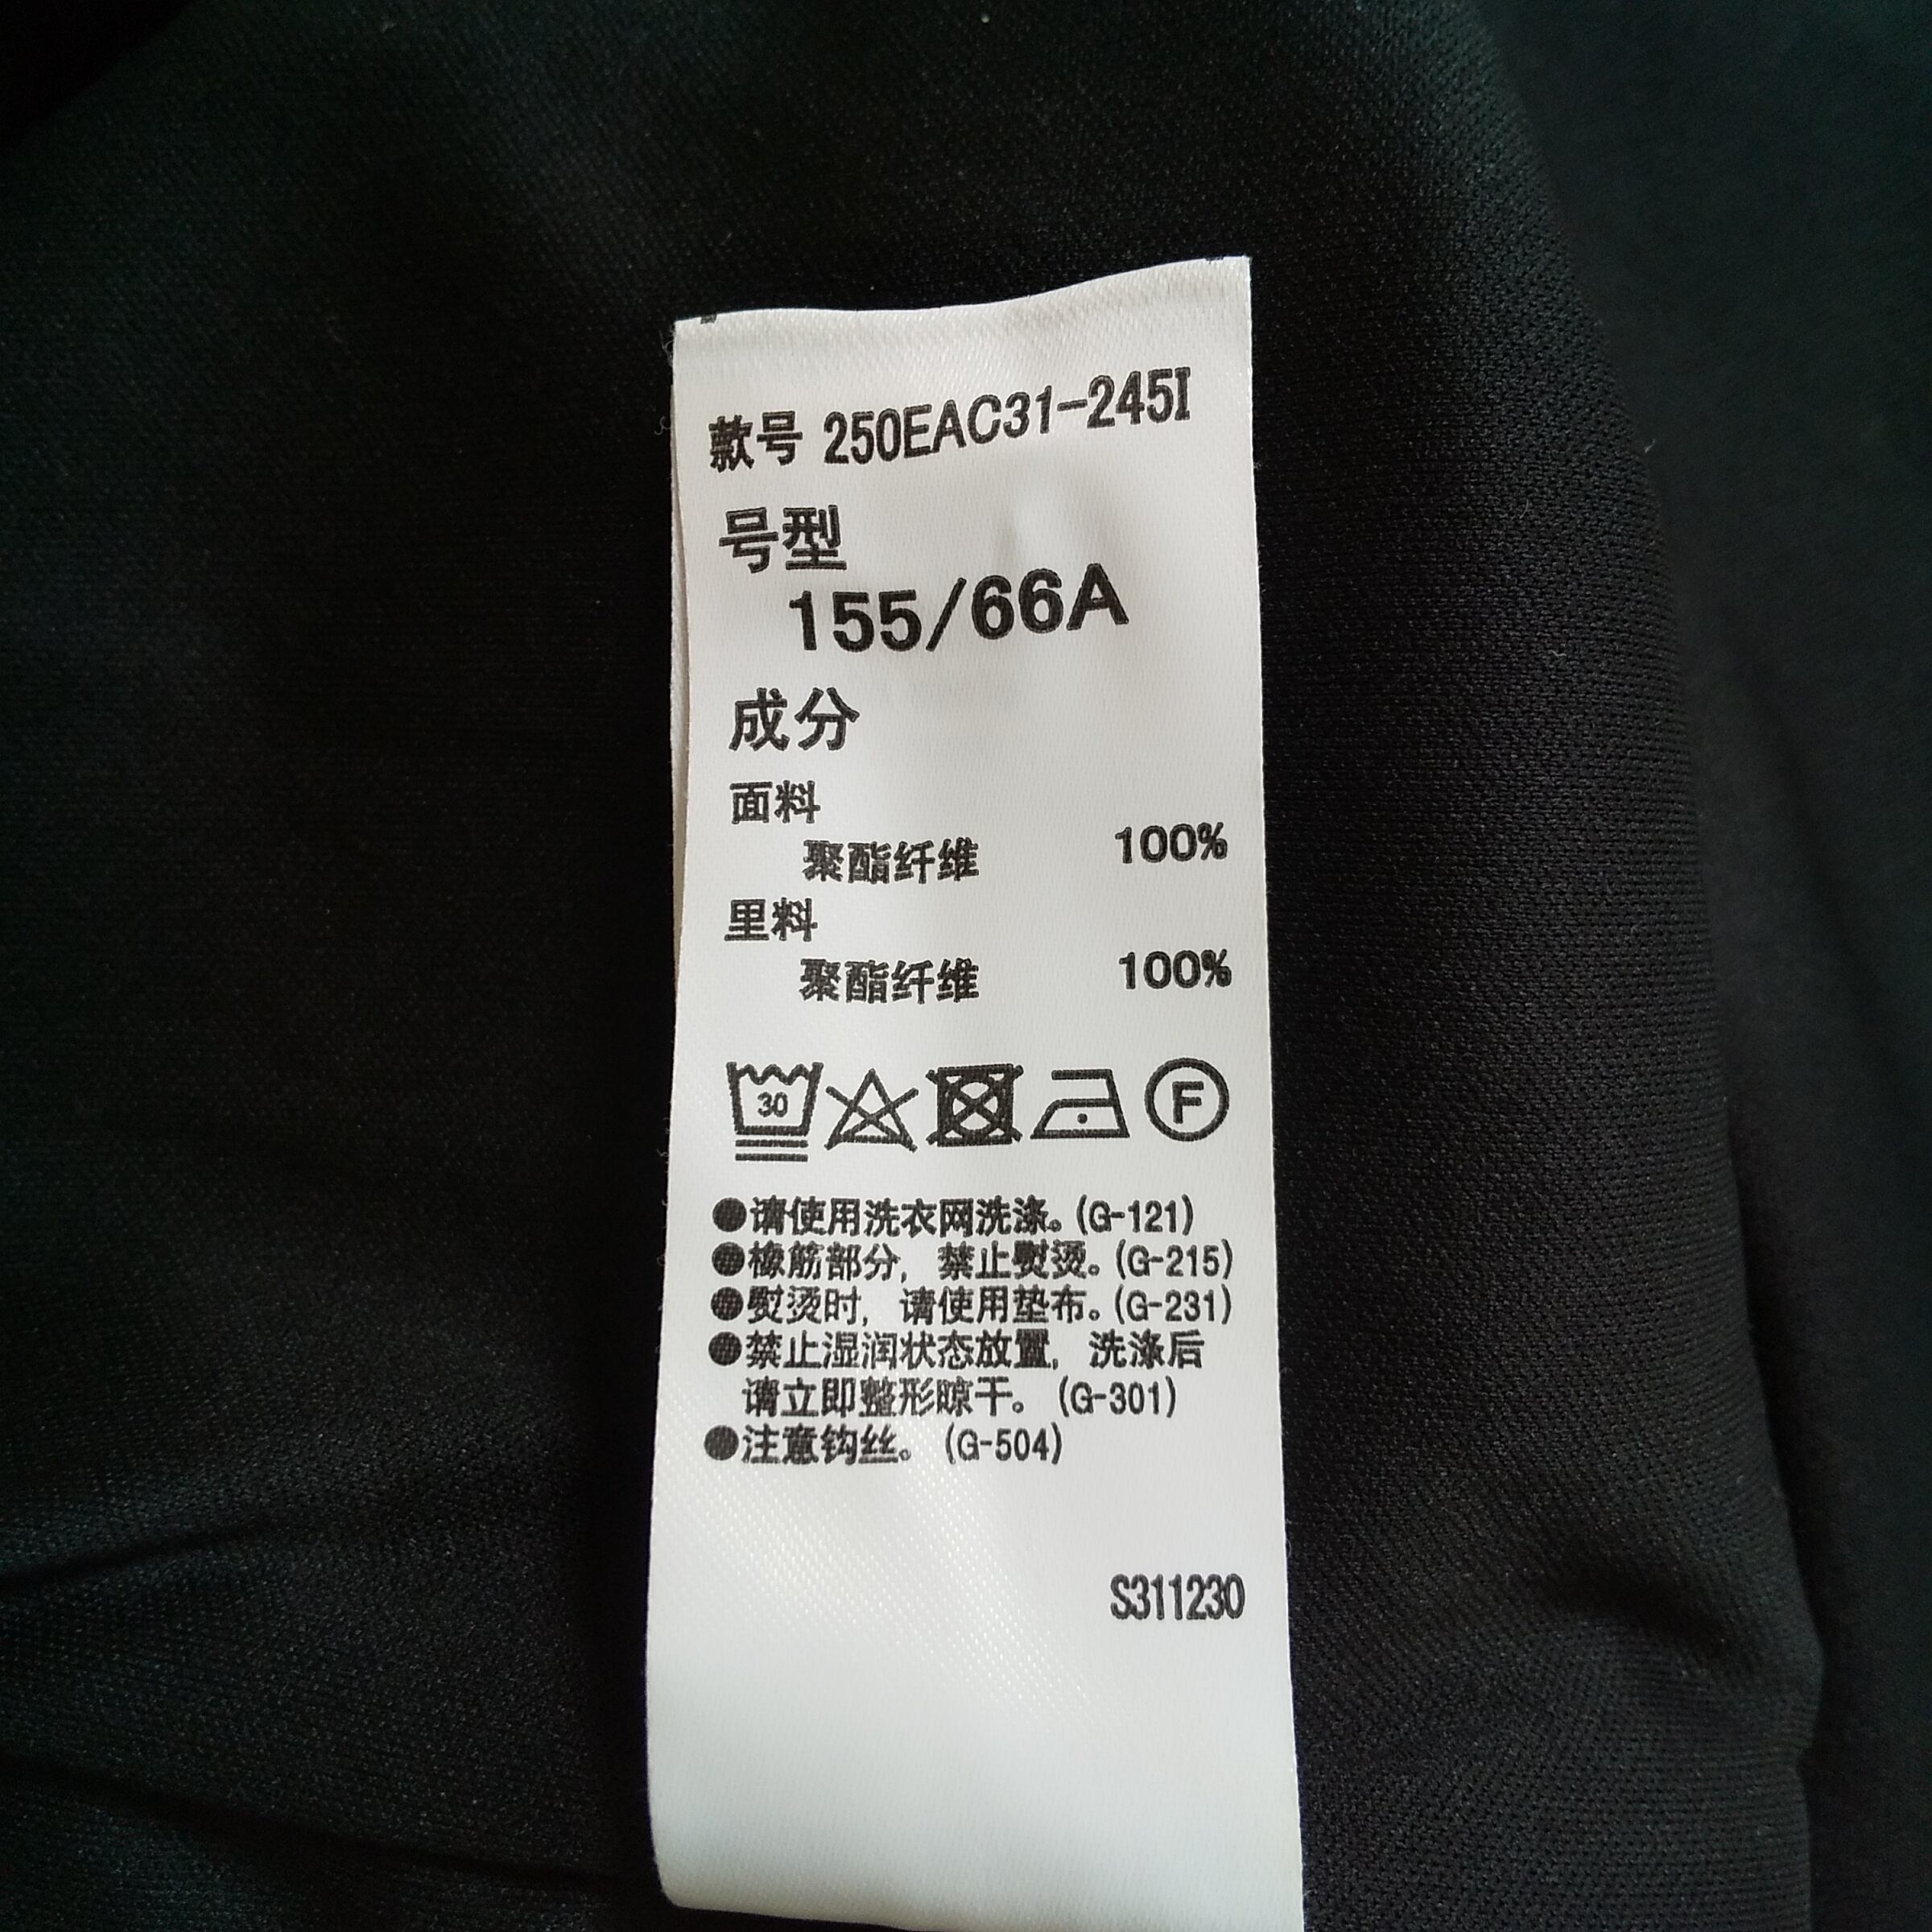 款号 250EAC31-245I
号型
155/66A
成分
面料
聚酯纤维 100%
里料
聚酯纤维 100%
30 F
●请使用洗衣网洗涤。(G-121)
●橡筋部分，禁止熨烫。(G-215)
●熨烫时，请使用垫布。(G-231)
●禁止湿润状态放置，洗涤后
请立即整形晾干。(G-301)
●注意钩丝。(G-504)
S311230